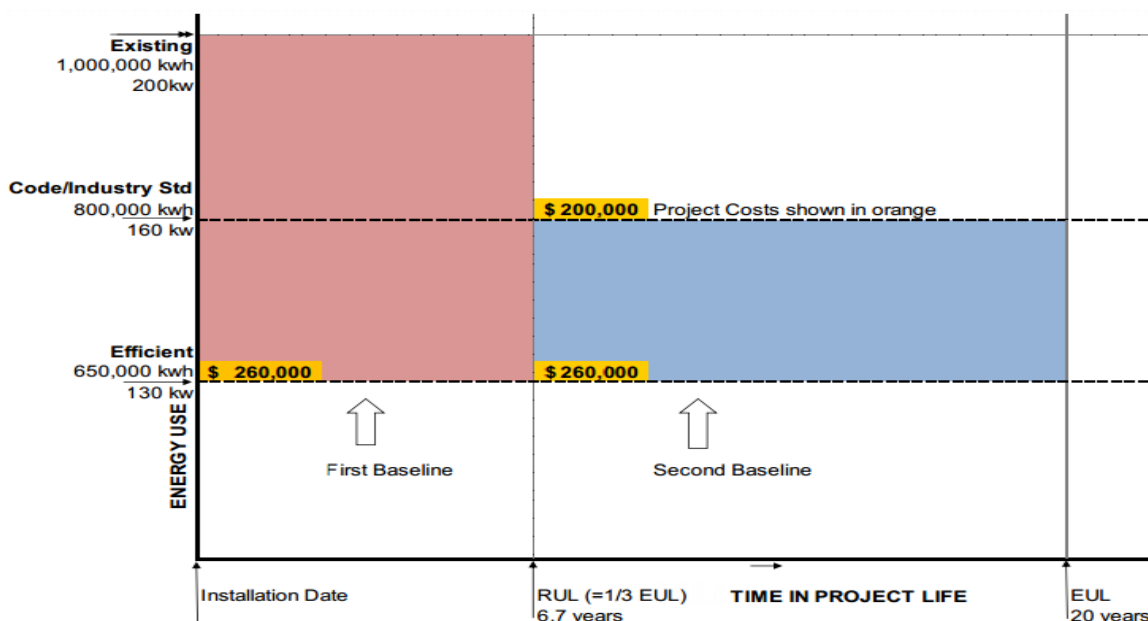 Existing
1,000,000 kwh
200kw
Code/Industry Std
800,000 kwh
160 kw
$ 200,000 Project Costs shown in orange
Efficient
650,000 kwh
130 kw
$ 260,000
$ 260,000
ENERGY USE
First Baseline
Second Baseline
Installation Date
RUL (=1/3 EUL)
6.7 years
TIME IN PROJECT LIFE
EUL
20 years